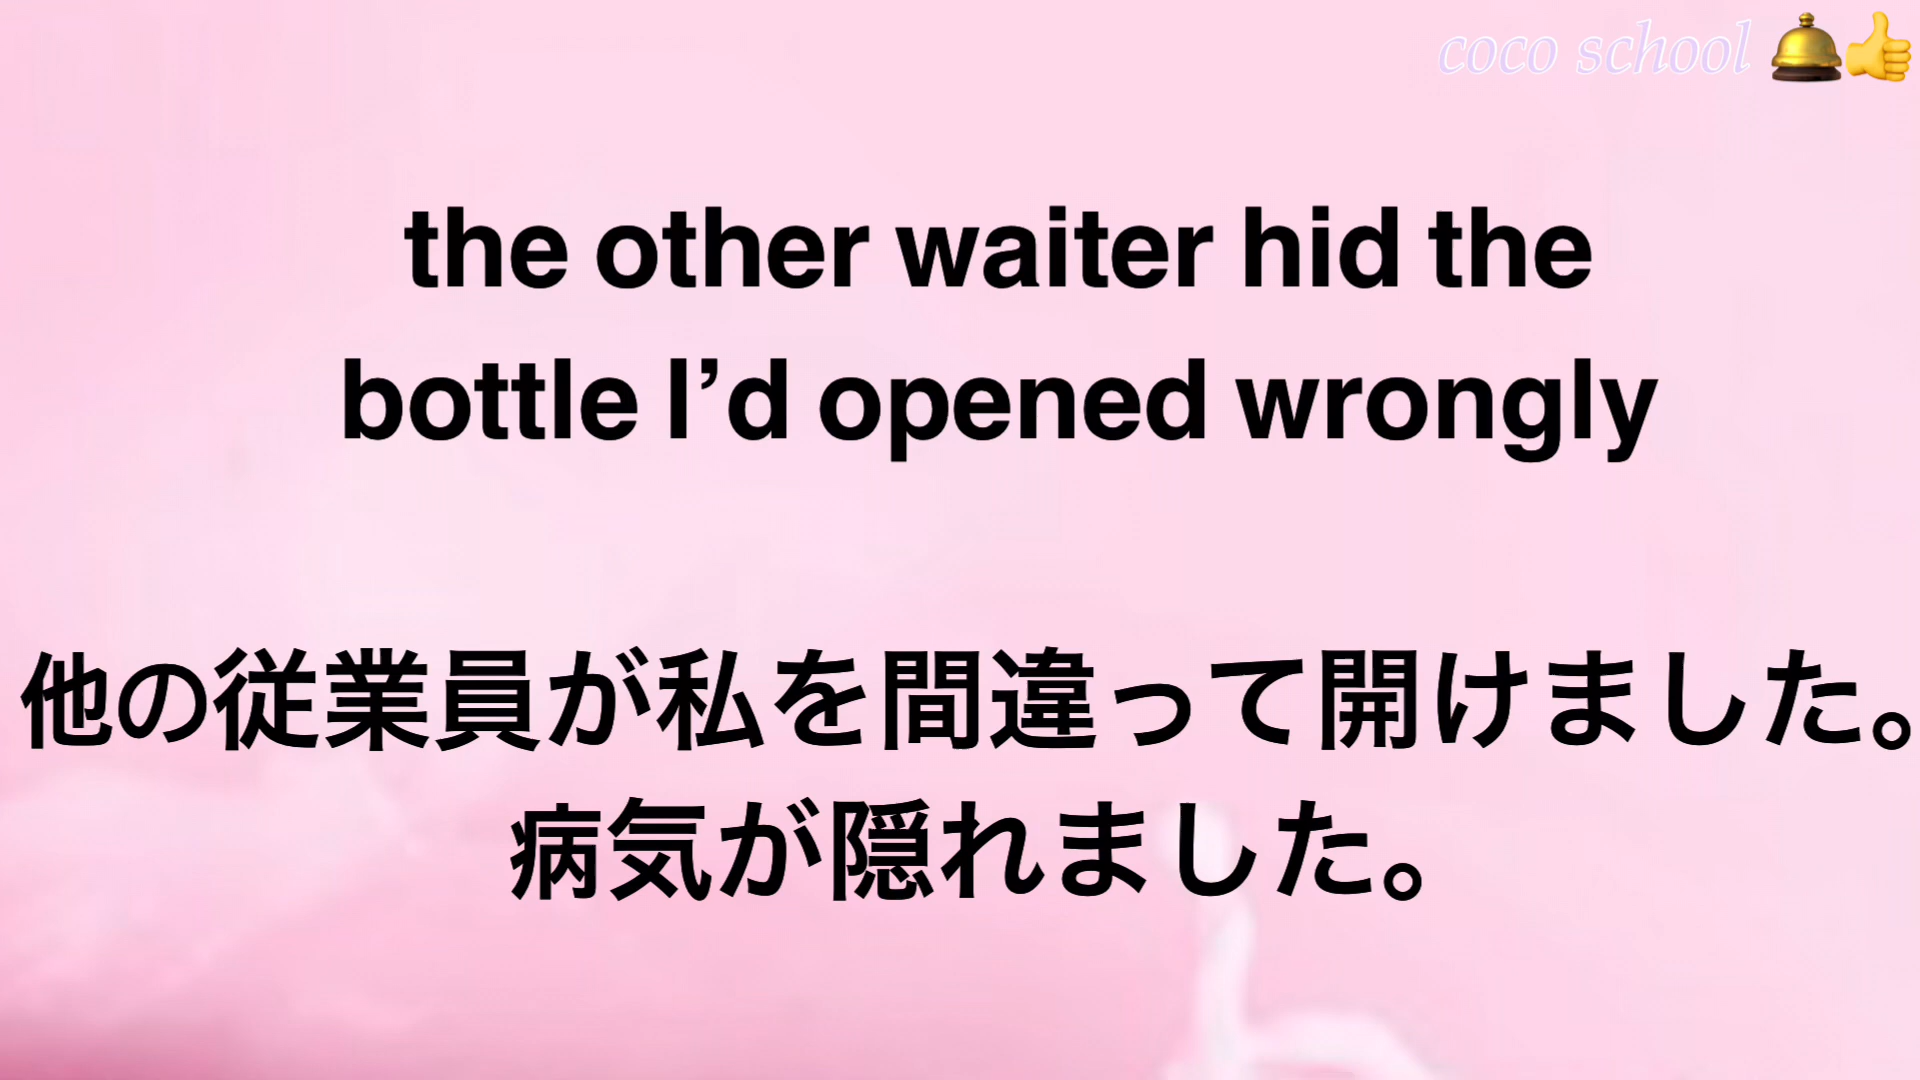 coco school 🛎️👍
the other waiter hid the
bottle I’d opened wrongly
他の従業員が私を間違って開けました。
病気が隠れました。